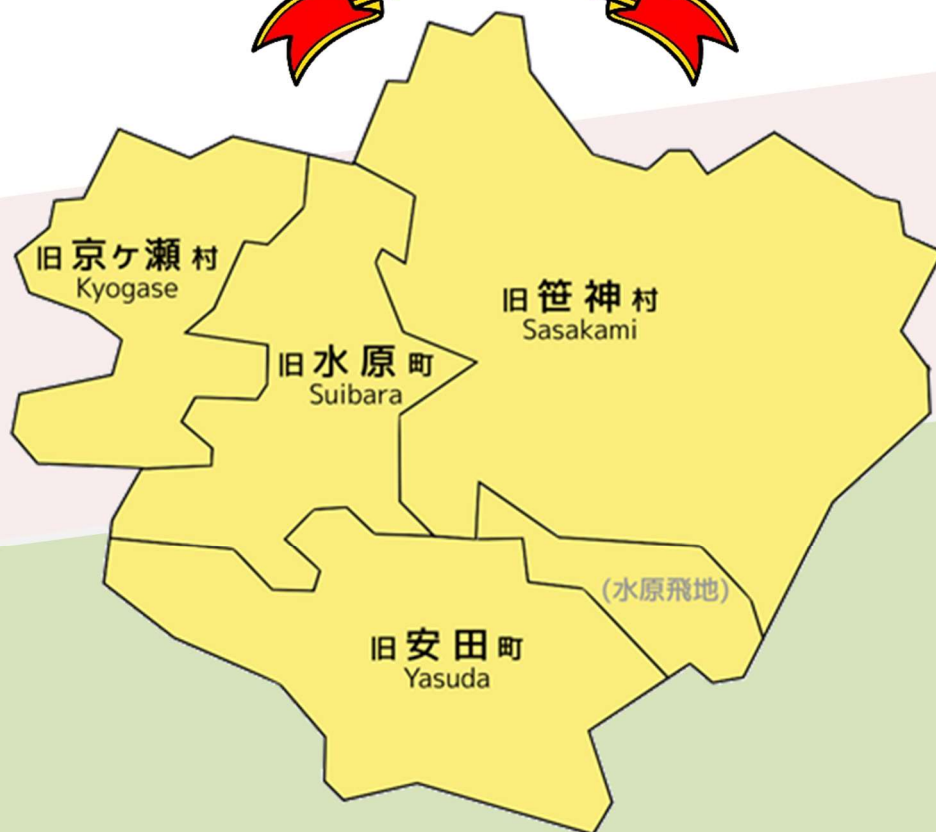 旧京ヶ瀬村
Kyogase
旧笹神村
Sasakami
旧水原町
Suibara
(水原飛地)
旧安田町
Yasuda